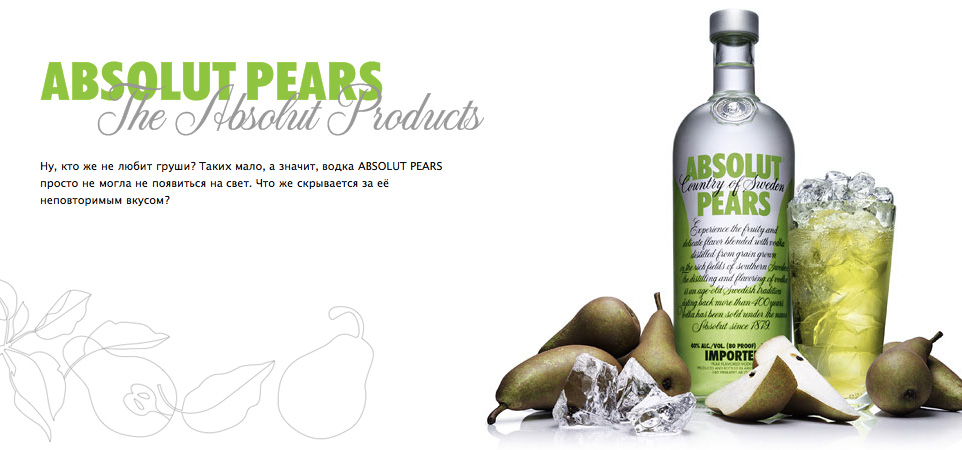 ABSOLUT PEARS
The Absolut Products
Ну, кто же не любит груши? Таких мало, а значит, водка ABSOLUT PEARS
просто не могла не появиться на свет. Что же скрывается за её
неповторимым вкусом?
ABSOLUT
Country of Sweden
PEARS
Experience the fruity and
delicate flavor blended with vodka
distilled from grain grown
in the rich fields of southern Sweden.
The distilling and flavoring of vodka
is an age-old Swedish tradition
dating back more than 400 years.
Vodka has been sold under the name
Absolut since 1879.
40% ALC./VOL. (80 PROOF)
IMPORTE
PEAR FLAVORED